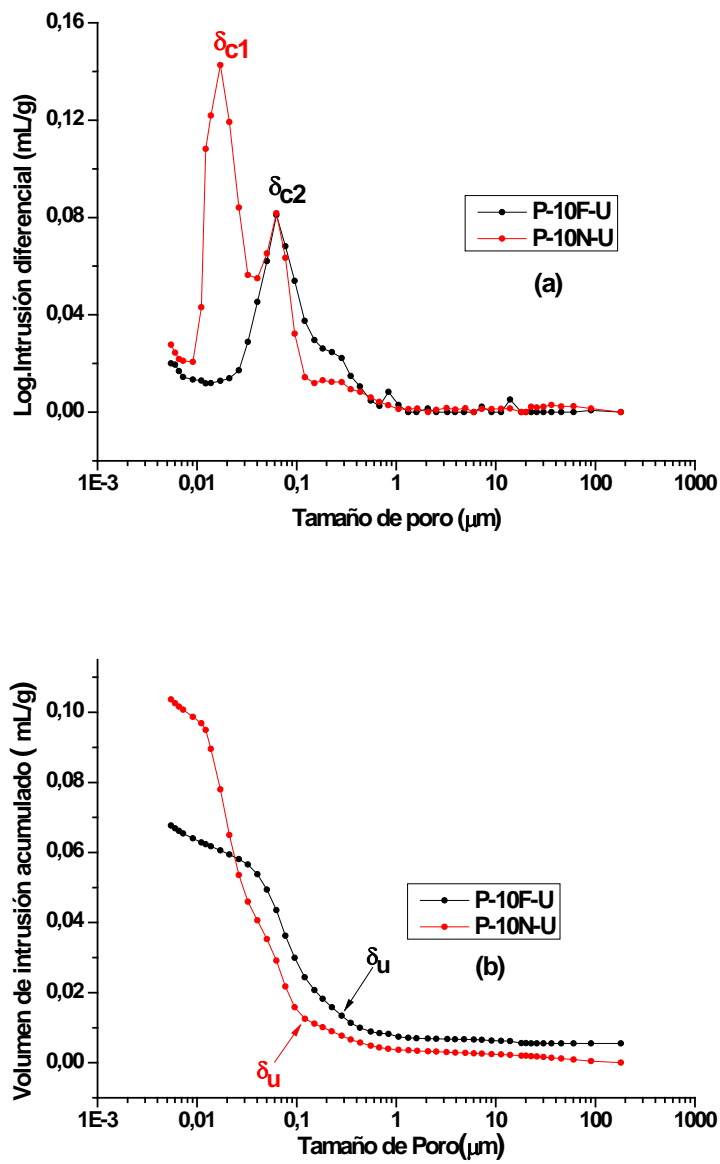 0,16
0,12
0,08
0,04
0,00
Log.Intrusión diferencial (mL/g)
δc1
δc2
P-10F-U
P-10N-U
(a)
1E-3 0,01 0,1 1 10 100 1000
Tamaño de poro (μm)
0,10
0,08
0,06
0,04
0,02
0,00
Volumen de intrusión acumulado ( mL/g)
P-10F-U
P-10N-U
(b)
δu
δu
1E-3 0,01 0,1 1 10 100 1000
Tamaño de Poro(μm)